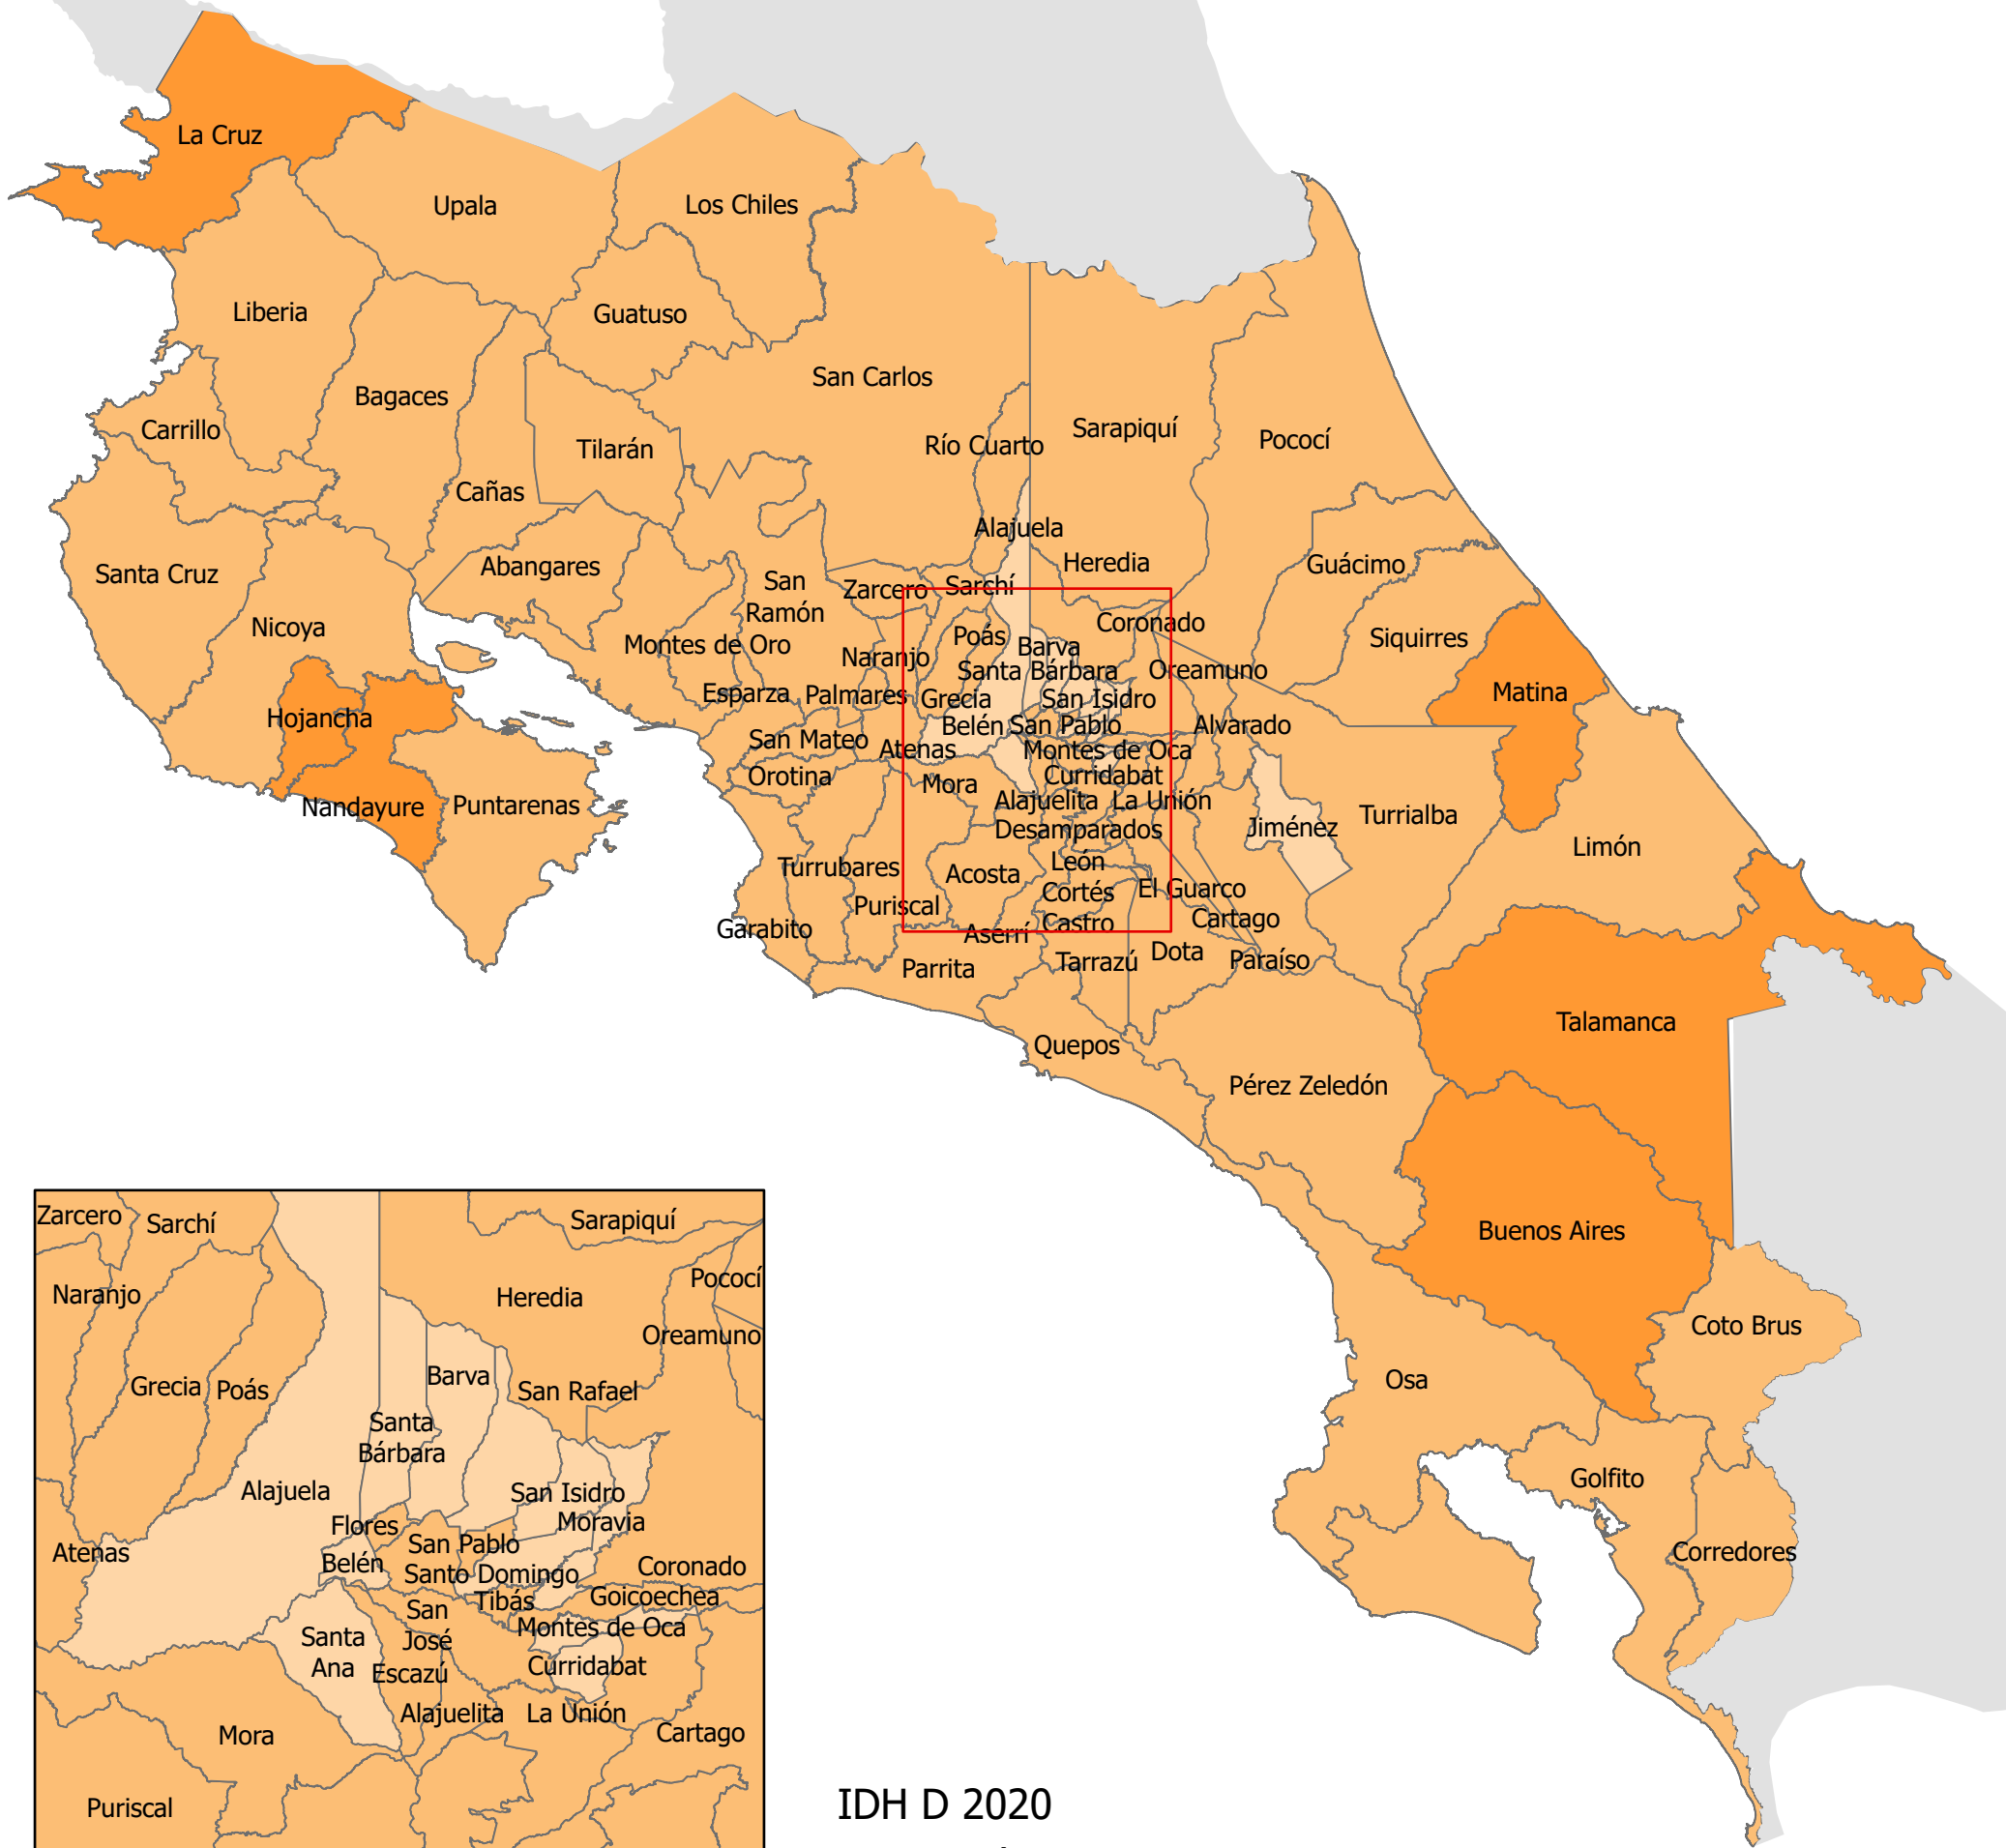 La Cruz
Upala
Los Chiles
Liberia
Guatuso
San Carlos
Bagaces
Carrillo
Sarapiquí
Pococí
Río Cuarto
Tilarán
Cañas
Alajuela
Heredia
Guácimo
Abangares
Santa Cruz
San
Ramón
Zarcero
Sarchí
Nicoya
Coronado
Poás
Siquirres
Montes de Oro
Barva
Naranjo
Santa Bárbara
Oreamuno
Esparza
Palmares
Grecia
San Isidro
Matina
Hojancha
Belén
San Pablo
Alvarado
San Mateo
Atenas
Montes de Oca
Orotina
Mora
Curridabat
Nandayure
Puntarenas
Alajuelita
La Unión
Turrialba
Desamparados
Jiménez
Limón
Turrubares
Acosta
León
Cortés
Castro
El Guarco
Puriscal
Cartago
Garabito
Aserrí
Dota
Parrita
Tarrazú
Paraíso
Talamanca
Quepos
Pérez Zeledón
Buenos Aires
Coto Brus
Osa
Golfito
Corredores
Zarcero
Sarchí
Sarapiquí
Pococí
Naranjo
Heredia
Oreamuno
Barva
Grecia
Poás
San Rafael
Santa
Bárbara
Alajuela
San Isidro
Moravia
Flores
San Pablo
Atenas
Belén
Santo Domingo
Coronado
Tibás
Goicoechea
San
José
Montes de Oca
Santa
Ana
Escazú
Curridabat
Alajuelita
La Unión
Mora
Cartago
Puriscal
IDH D 2020